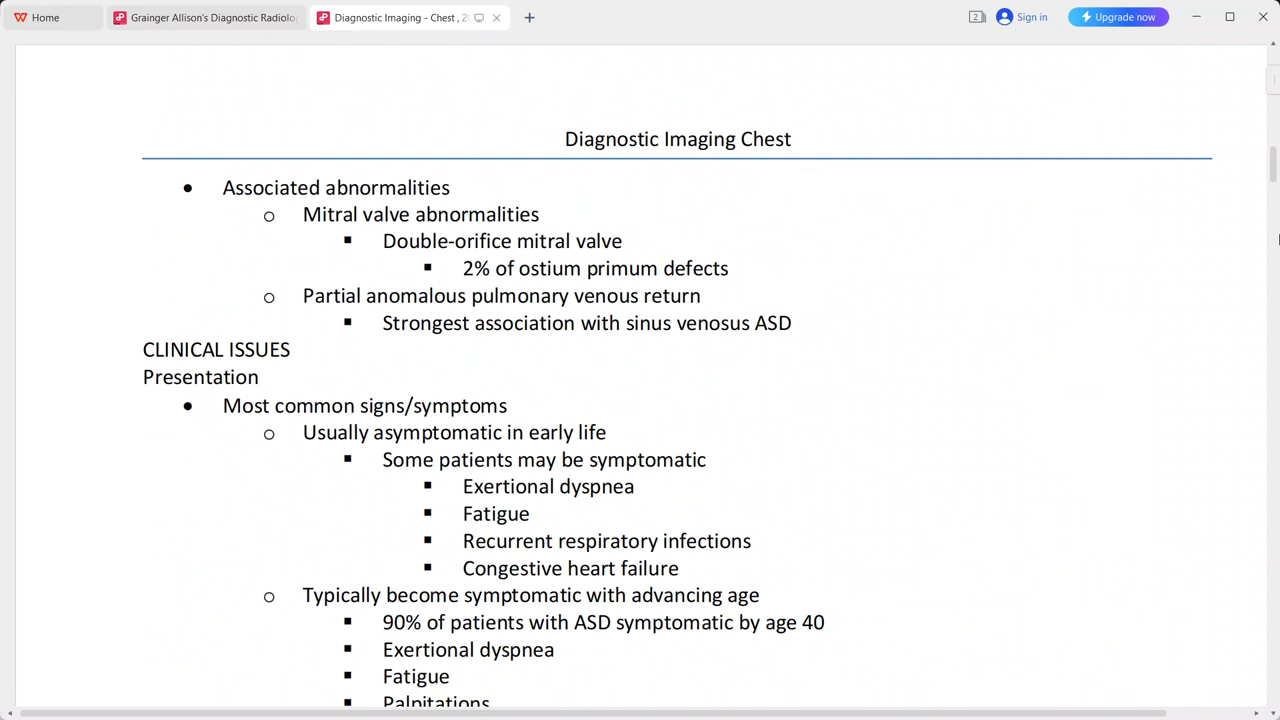 Home
Grainger Allison's Diagnostic Radiolo
Diagnostic Imaging - Chest , 2
2
Sign in
Upgrade now
Diagnostic Imaging Chest
• Associated abnormalities
o Mitral valve abnormalities
▪ Double-orifice mitral valve
▪ 2% of ostium primum defects
o Partial anomalous pulmonary venous return
▪ Strongest association with sinus venosus ASD
CLINICAL ISSUES
Presentation
• Most common signs/symptoms
o Usually asymptomatic in early life
▪ Some patients may be symptomatic
▪ Exertional dyspnea
▪ Fatigue
▪ Recurrent respiratory infections
▪ Congestive heart failure
o Typically become symptomatic with advancing age
▪ 90% of patients with ASD symptomatic by age 40
▪ Exertional dyspnea
▪ Fatigue
▪ Palpitations